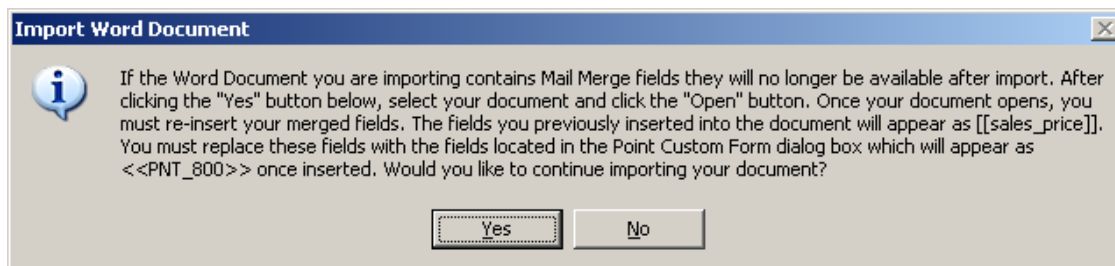 Import Word Document
If the Word Document you are importing contains Mail Merge fields they will no longer be available after import. After
clicking the "Yes" button below, select your document and click the "Open" button. Once your document opens, you
must re-insert your merged fields. The fields you previously inserted into the document will appear as [[sales_price]].
You must replace these fields with the fields located in the Point Custom Form dialog box which will appear as
<<PNT_800>> once inserted. Would you like to continue importing your document?
Yes No